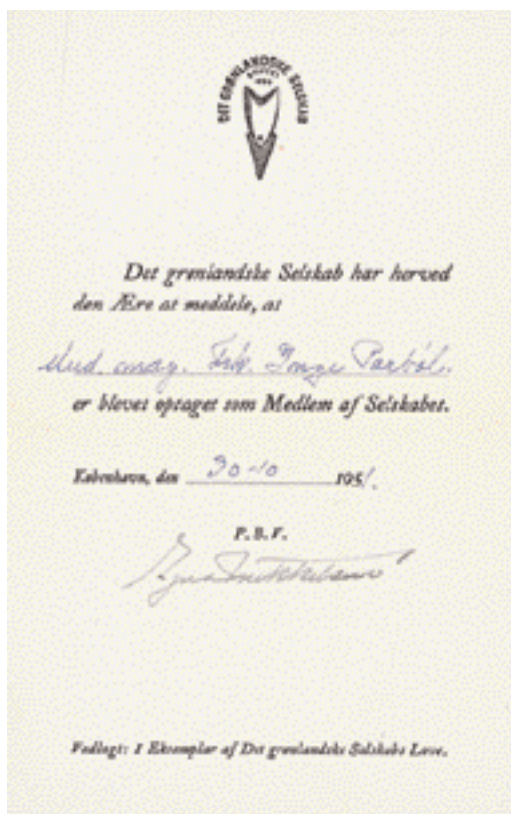 DET GRØNLANDSKE SELSKAB
Det grønlandske Selskab har herved
den Ære at meddele, at
stud. mag. Frk. Inge Parbøl.
er blevet optaget som Medlem af Selskabet.
København, den 30-10 1951.
P. B. V.
Vedlagt: 1 Eksemplar af Det grønlandske Selskabs Love.